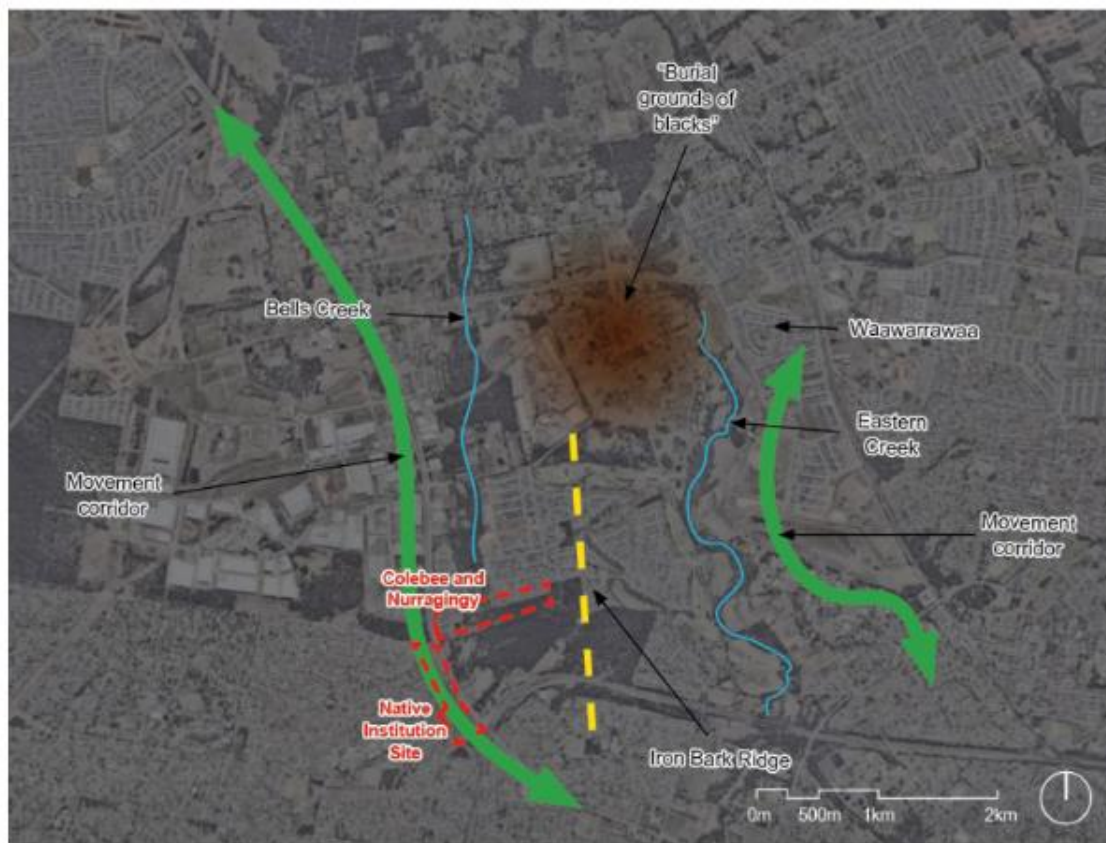 "Burial
grounds of
blacks"
Bells Creek
Waawarrawaa
Eastern
Creek
Movement
corridor
Movement
corridor
Colebee and
Nurragingy
Native
Institution
Site
Iron Bark Ridge
0m 500m 1km 2km